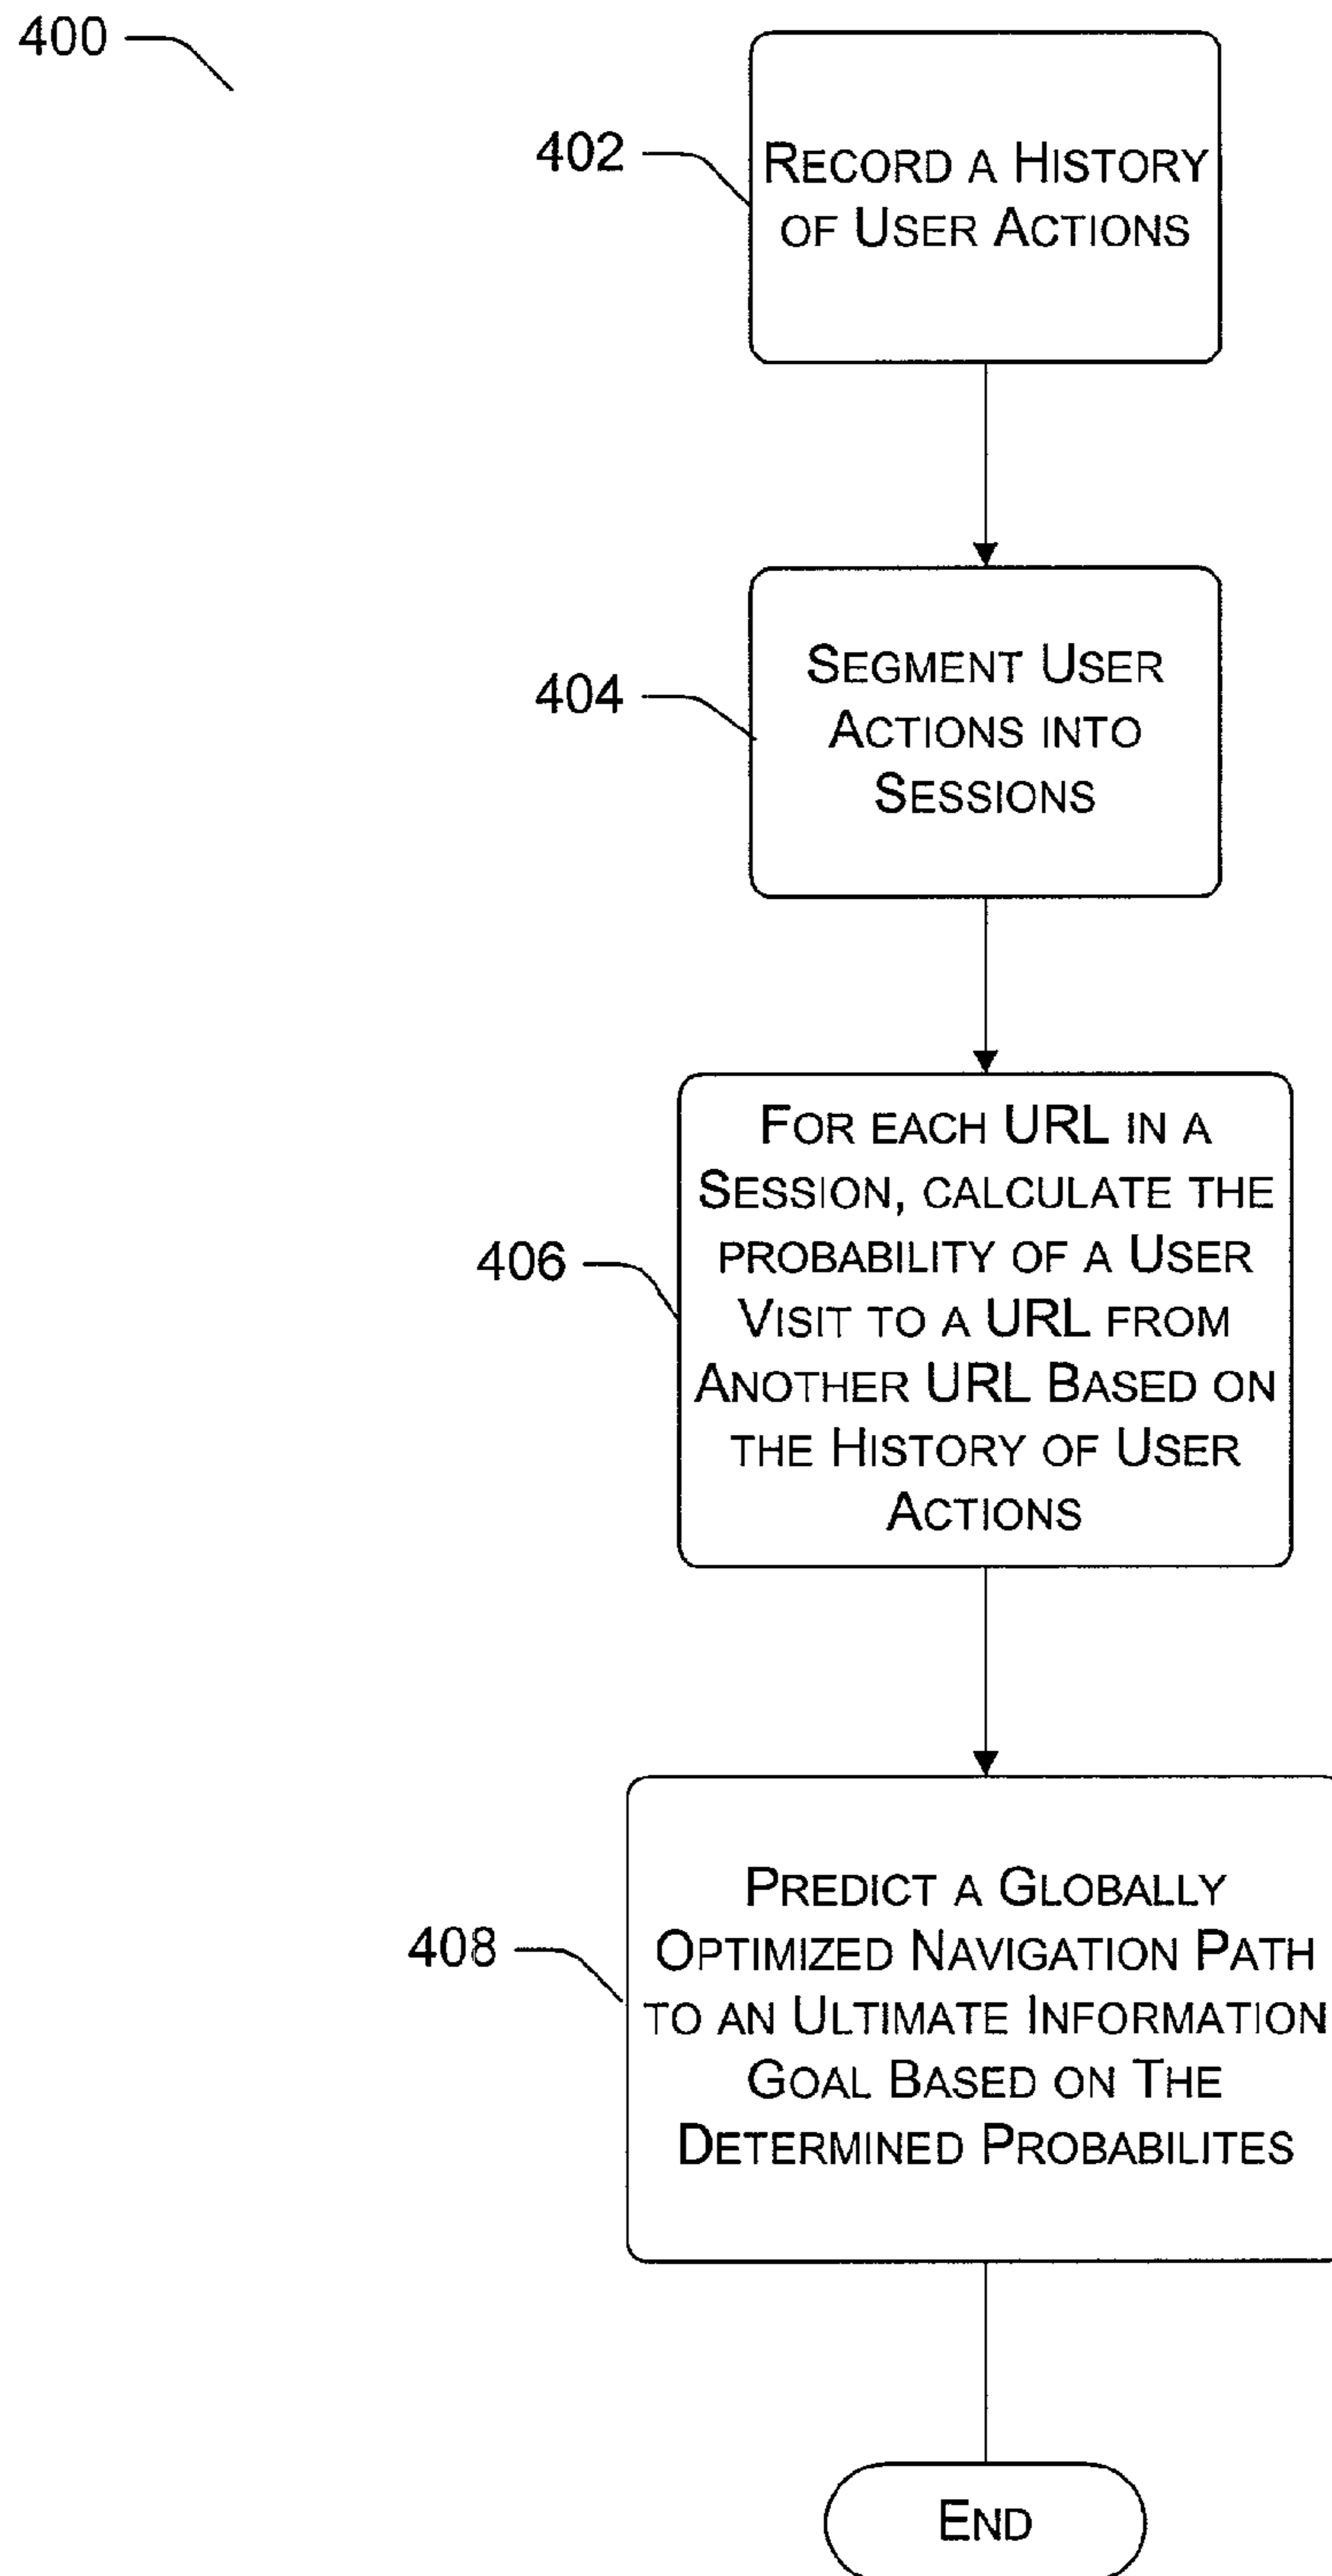 400
402
RECORD A HISTORY
OF USER ACTIONS
404
SEGMENT USER
ACTIONS INTO
SESSIONS
406
FOR EACH URL IN A
SESSION, CALCULATE THE
PROBABILITY OF A USER
VISIT TO A URL FROM
ANOTHER URL BASED ON
THE HISTORY OF USER
ACTIONS
408
PREDICT A GLOBALLY
OPTIMIZED NAVIGATION PATH
TO AN ULTIMATE INFORMATION
GOAL BASED ON THE
DETERMINED PROBABILITES
END